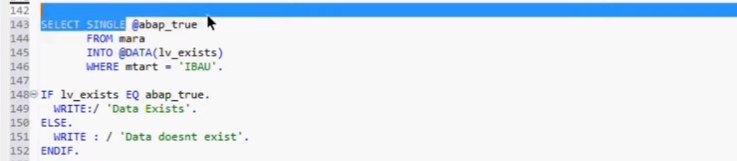 142
143 SELECT SINGLE @abap_true
144 FROM mara
145 INTO @DATA(lv_exists)
146 WHERE mtart = 'IBAU'.
147
148 IF lv_exists EQ abap_true.
149 WRITE:/ 'Data Exists'.
150 ELSE.
151 WRITE : / 'Data doesnt exist'.
152 ENDIF.